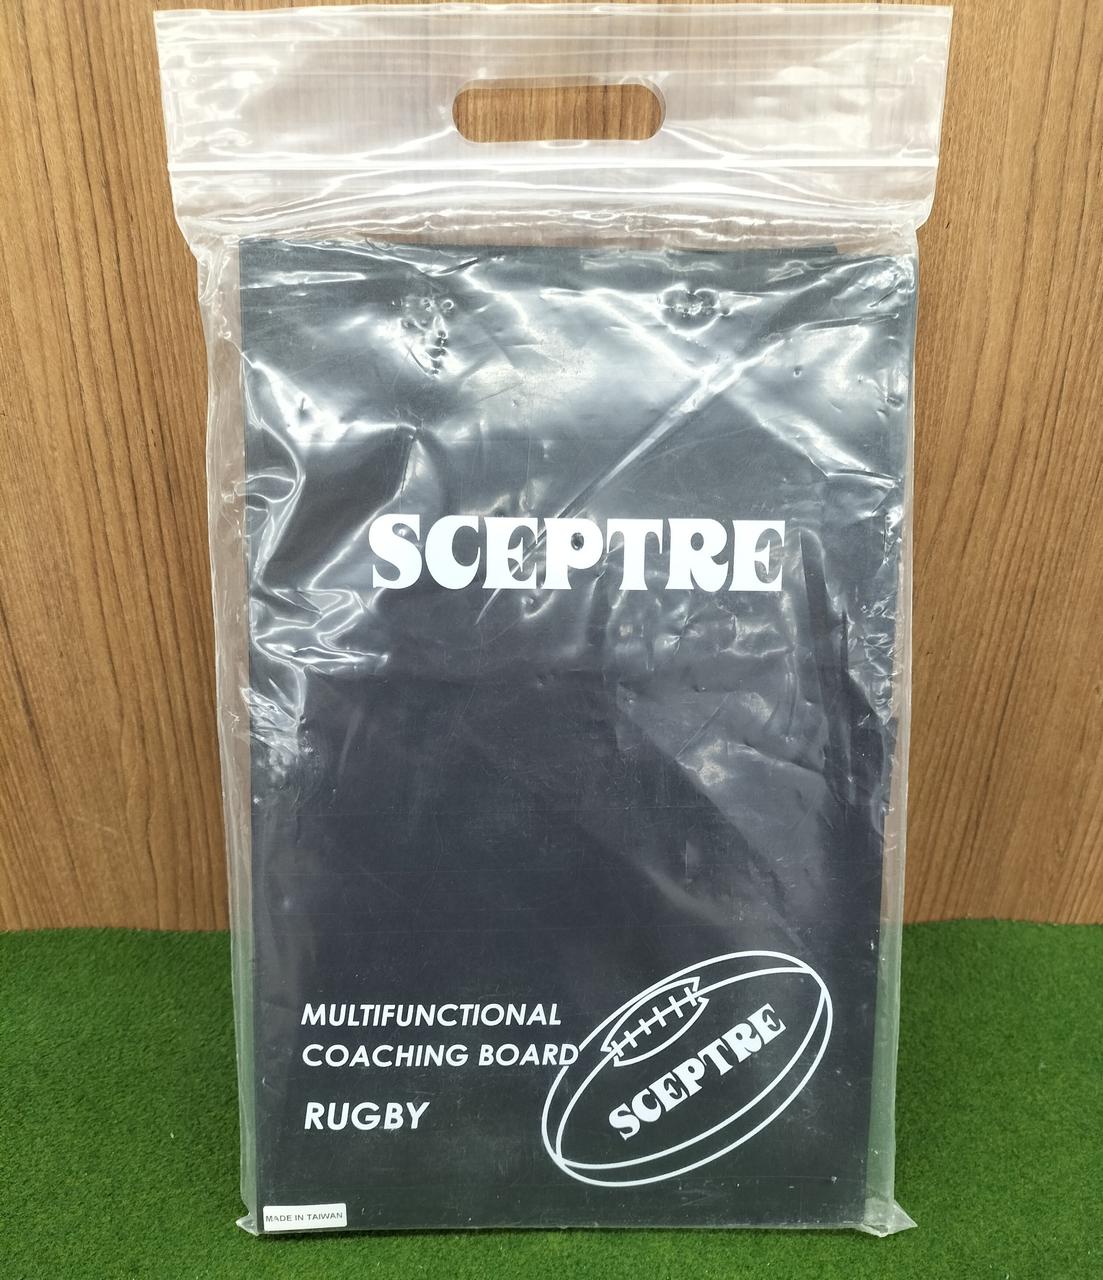 SCEPTRE
MULTIFUNCTIONAL
COACHING BOARD
RUGBY
SCEPTRE
MADE IN TAIWAN